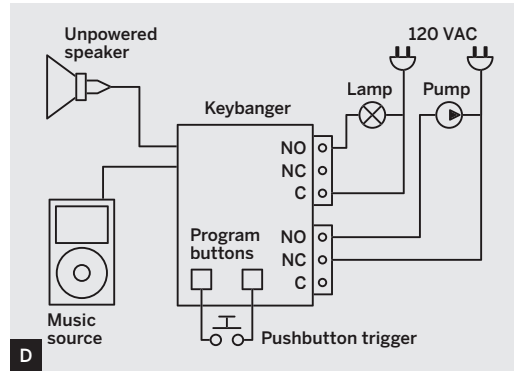 Unpowered
speaker
120 VAC
Lamp
Pump
Keybanger
NO
NC
C
Program
buttons
NO
NC
C
Music
source
Pushbutton trigger
D